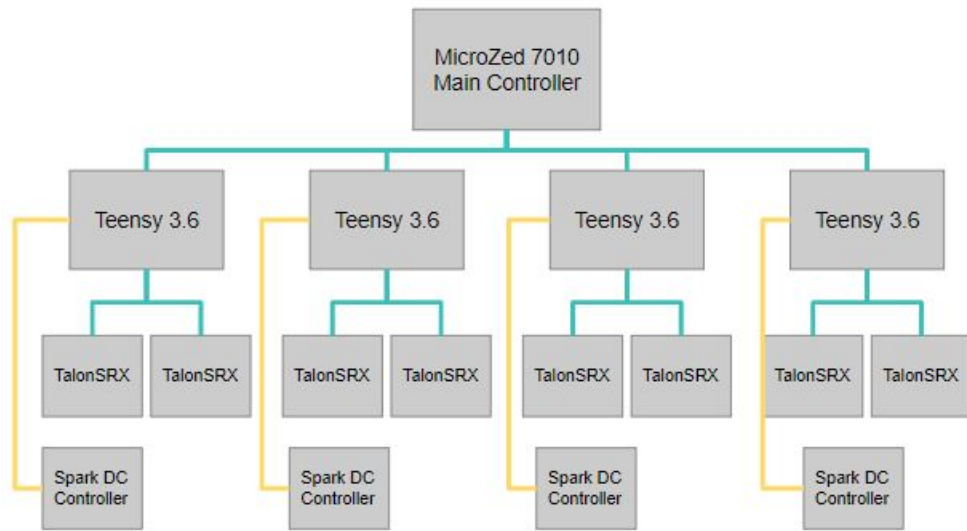 MicroZed 7010
Main Controller
Teensy 3.6
Teensy 3.6
Teensy 3.6
Teensy 3.6
TalonSRX
TalonSRX
TalonSRX
TalonSRX
TalonSRX
TalonSRX
TalonSRX
TalonSRX
Spark DC
Controller
Spark DC
Controller
Spark DC
Controller
Spark DC
Controller